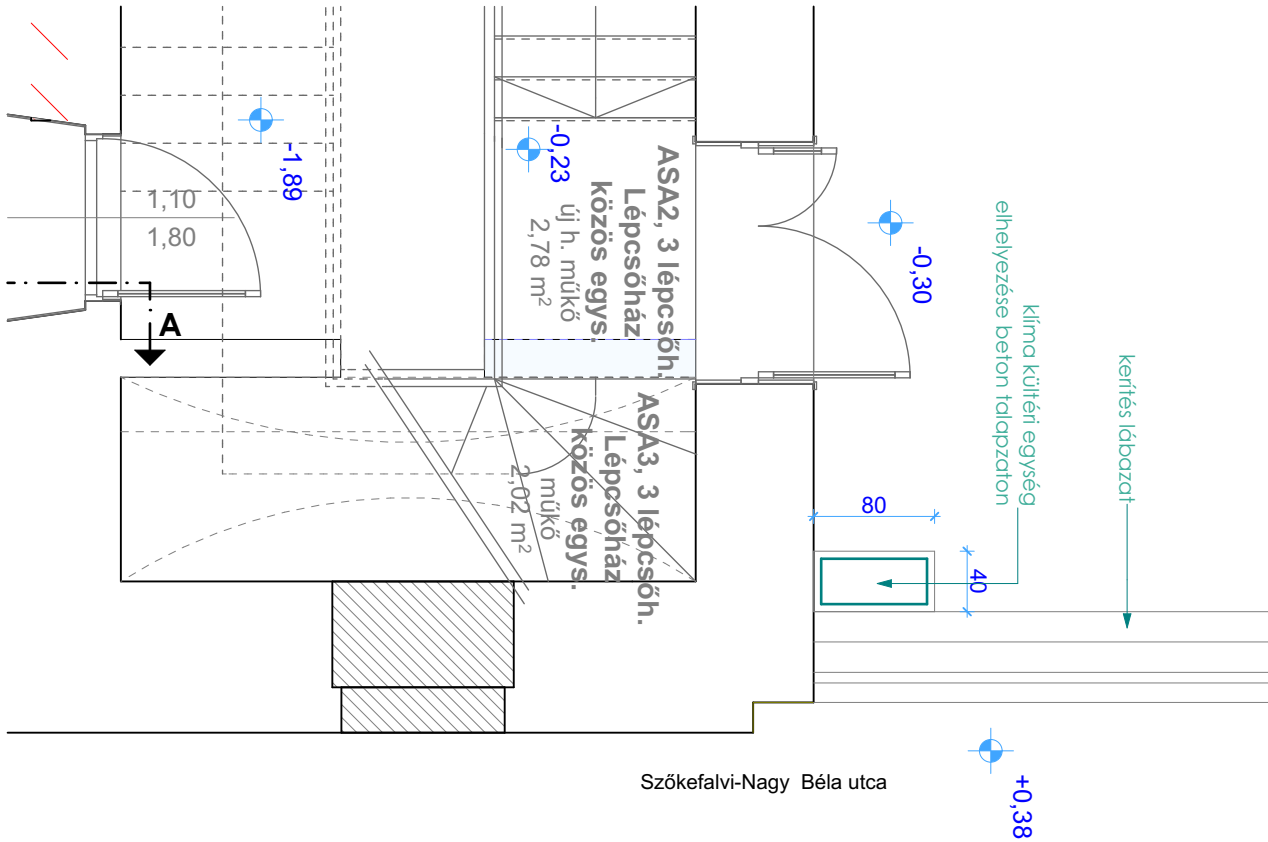 -1,89
1,10
1,80
A
-0,23
ASA2, 3 lépcsőh.
Lépcsőház
közös egys.
új h. műkő
2,78 m²
ASA3, 3 lépcsőh.
Lépcsőház
közös egys.
műkő
2,02 m²
-0,30
klíma kültéri egység
elhelyezése beton talapzaton
kerítés lábazat
80
40
Szőkefalvi-Nagy Béla utca
+0,38